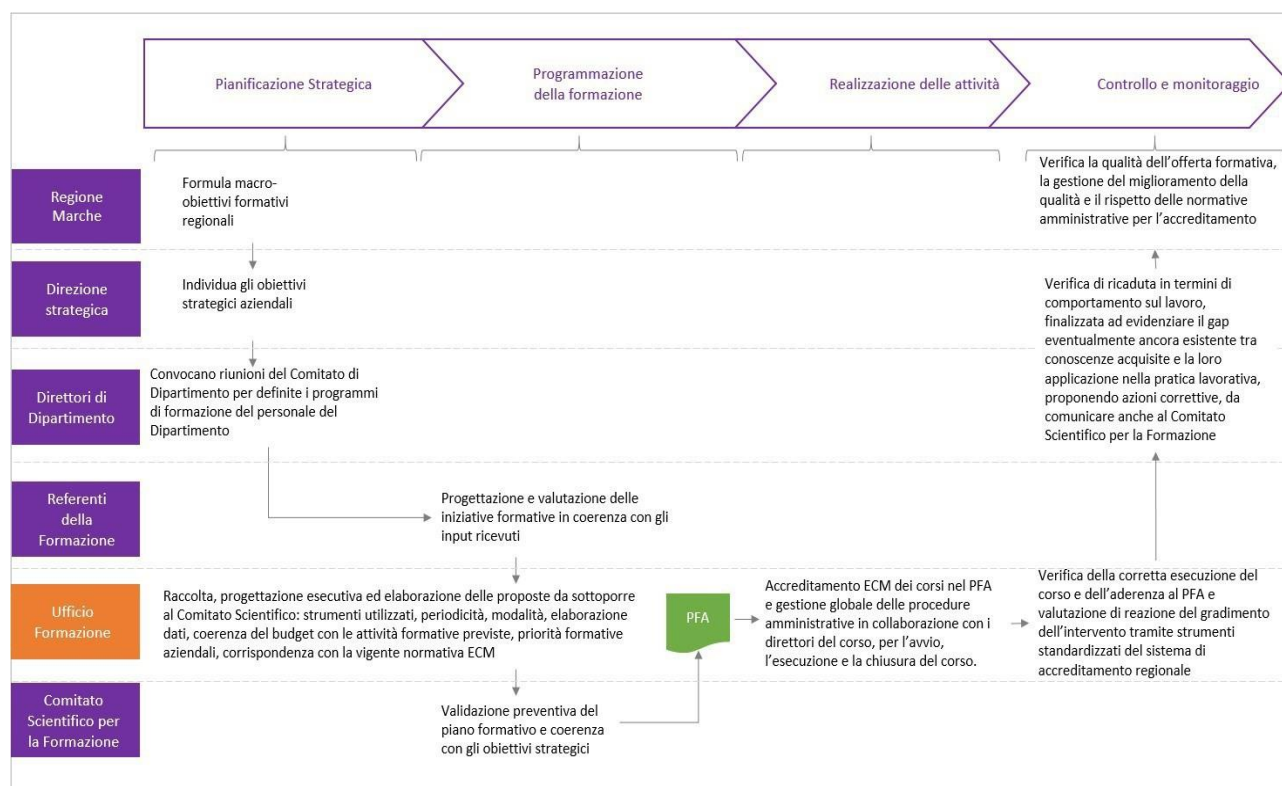 Pianificazione Strategica
Programmazione
della formazione
Realizzazione delle attività
Controllo e monitoraggio
Regione
Marche
Formula macro-
obiettivi formativi
regionali
Verifica la qualità dell'offerta formativa,
la gestione del miglioramento della
qualità e il rispetto delle normative
amministrative per l'accreditamento
Direzione
strategica
Individua gli obiettivi
strategici aziendali
Verifica di ricaduta in termini di
comportamento sul lavoro,
finalizzata ad evidenziare il gap
eventualmente ancora esistente tra
conoscenze acquisite e la loro
applicazione nella pratica lavorativa,
proponendo azioni correttive, da
comunicare anche al Comitato
Scientifico per la Formazione
Direttori di
Dipartimento
Convocano riunioni del Comitato di
Dipartimento per definite i programmi
di formazione del personale del
Dipartimento
Referenti
della
Formazione
Progettazione e valutazione delle
iniziative formative in coerenza con gli
input ricevuti
Ufficio
Formazione
Raccolta, progettazione esecutiva ed elaborazione delle proposte da sottoporre
al Comitato Scientifico: strumenti utilizzati, periodicità, modalità, elaborazione
dati, coerenza del budget con le attività formative previste, priorità formative
aziendali, corrispondenza con la vigente normativa ECM
PFA
Accreditamento ECM dei corsi nel PFA
e gestione globale delle procedure
amministrative in collaborazione con i
direttori del corso, per l'avvio,
l'esecuzione e la chiusura del corso.
Verifica della corretta esecuzione del
corso e dell'aderenza al PFA e
valutazione di reazione del gradimento
dell'intervento tramite strumenti
standardizzati del sistema di
accreditamento regionale
Comitato
Scientifico per
la Formazione
Validazione preventiva del
piano formativo e coerenza
con gli obiettivi strategici